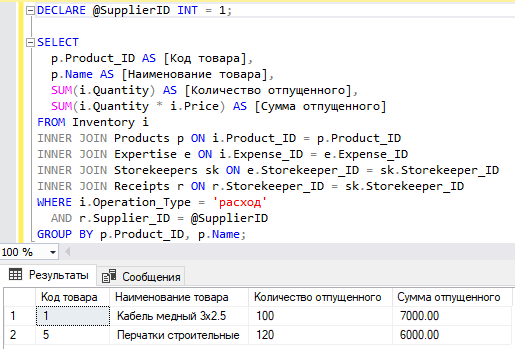 DECLARE @SupplierID INT = 1;
SELECT
p.Product_ID AS [Код товара],
p.Name AS [Наименование товара],
SUM(i.Quantity) AS [Количество отпущенного],
SUM(i.Quantity * i.Price) AS [Сумма отпущенного]
FROM Inventory i
INNER JOIN Products p ON i.Product_ID = p.Product_ID
INNER JOIN Expertise e ON i.Expense_ID = e.Expense_ID
INNER JOIN Storekeepers sk ON e.Storekeeper_ID = sk.Storekeeper_ID
INNER JOIN Receipts r ON r.Storekeeper_ID = sk.Storekeeper_ID
WHERE i.Operation_Type = 'расход'
AND r.Supplier_ID = @SupplierID
GROUP BY p.Product_ID, p.Name;
100 %
Результаты Сообщения
Код товара Наименование товара Количество отпущенного Сумма отпущенного
1 1 Кабель медный 3x2.5 100 7000.00
2 5 Перчатки строительные 120 6000.00